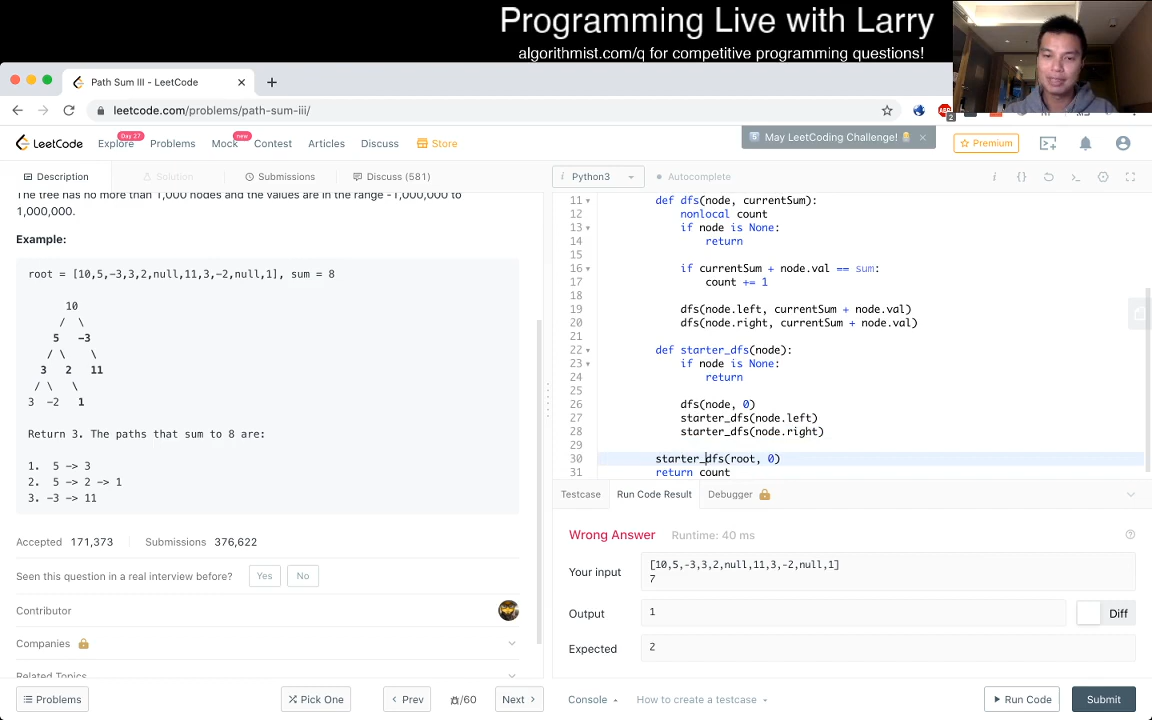 Programming Live with Larry
algorithmist.com/q for competitive programming questions!
Path Sum III - LeetCode
leetcode.com/problems/path-sum-iii/
ABP
2
LeetCode
Explore
Day 27
Problems
Mock
new
Contest
Articles
Discuss
Store
May LeetCoding Challenge!
Premium
Description
Solution
Submissions
Discuss (581)
i Python3
Autocomplete
The tree has no more than 1,000 nodes and the values are in the range -1,000,000 to
1,000,000.
Example:
root = [10,5,-3,3,2,null,11,3,-2,null,1], sum = 8
10
/ \
5 -3
/ \ \
3 2 11
/ \ \
3 -2 1
Return 3. The paths that sum to 8 are:
1. 5 -> 3
2. 5 -> 2 -> 1
3. -3 -> 11
Accepted 171,373 Submissions 376,622
Seen this question in a real interview before? Yes No
Contributor
Companies
Related Topics
Problems
Pick One
Prev
/60
Next
11 def dfs(node, currentSum):
12 nonlocal count
13 if node is None:
14 return
15
16 if currentSum + node.val == sum:
17 count += 1
18
19 dfs(node.left, currentSum + node.val)
20 dfs(node.right, currentSum + node.val)
21
22 def starter_dfs(node):
23 if node is None:
24 return
25
26 dfs(node, 0)
27 starter_dfs(node.left)
28 starter_dfs(node.right)
29
30 starter_dfs(root, 0)
31 return count
Testcase Run Code Result Debugger
Wrong Answer Runtime: 40 ms
Your input
[10,5,-3,3,2,null,11,3,-2,null,1]
7
Output 1 Diff
Expected 2
Console How to create a testcase Run Code Submit